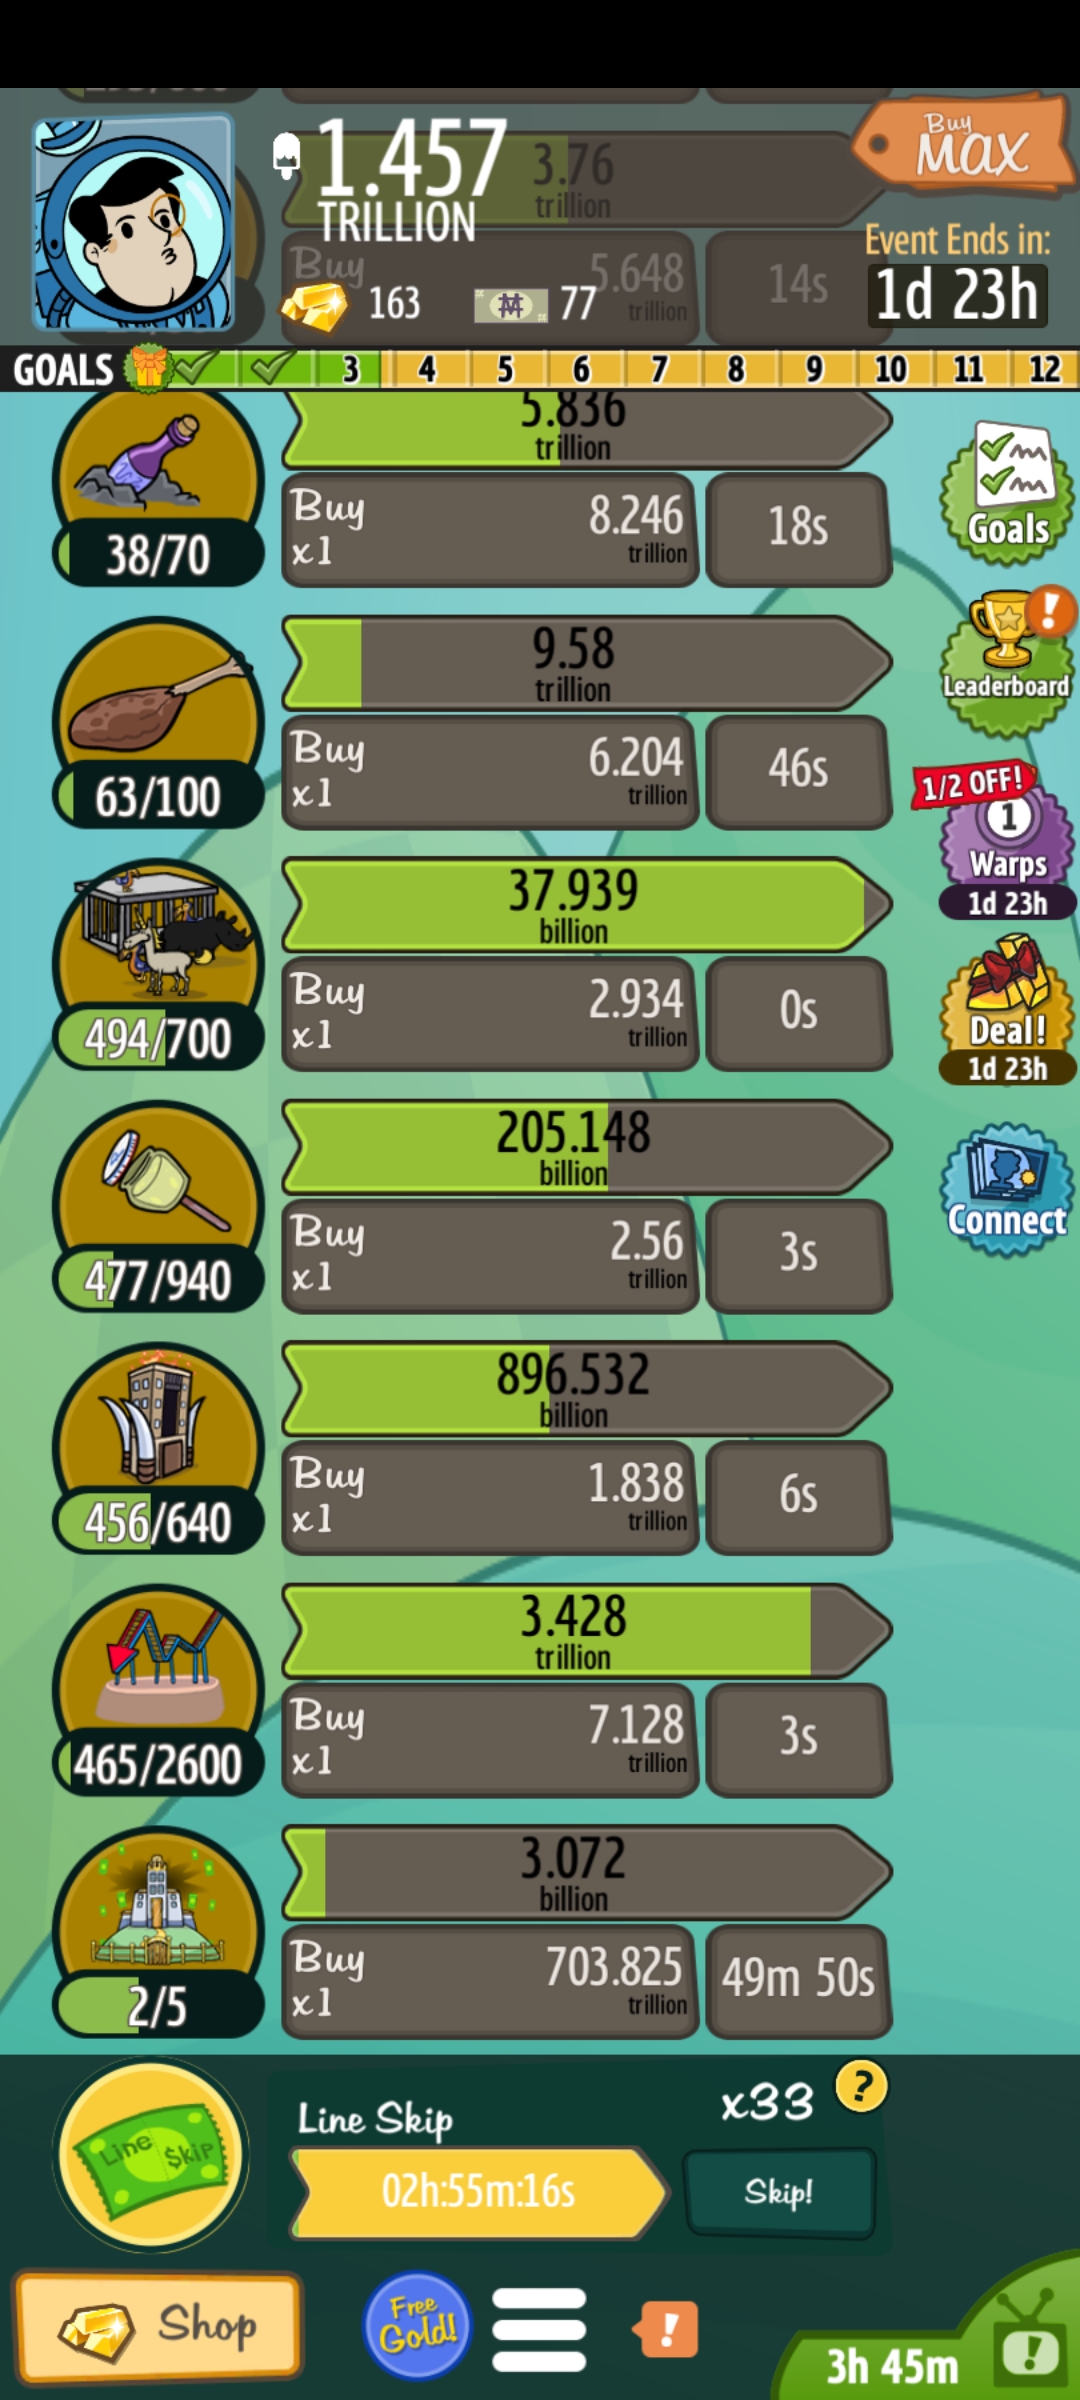 1.457
TRILLION
3.76
trillion
Buy
MAX
Buy
5.648
trillion
14s
163
77
Event Ends in:
1d 23h
GOALS
3
4
5
6
7
8
9
10
11
12
5.836
trillion
38/70
Buy
x1
8.246
trillion
18s
Goals
9.58
trillion
63/100
Buy
x1
6.204
trillion
46s
Leaderboard
1/2 OFF!
1
Warps
1d 23h
37.939
billion
494/700
Buy
x1
2.934
trillion
0s
Deal!
1d 23h
205.148
billion
477/940
Buy
x1
2.56
trillion
3s
Connect
896.532
billion
456/640
Buy
x1
1.838
trillion
6s
3.428
trillion
465/2600
Buy
x1
7.128
trillion
3s
3.072
billion
2/5
Buy
x1
703.825
trillion
49m 50s
Line $kip
Line Skip
x33
?
02h:55m:16s
Skip!
Shop
Free
Gold!
!
3h 45m
!